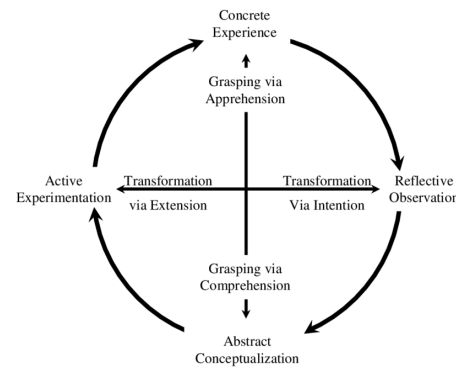 Concrete
Experience
Grasping via
Apprehension
Active
Experimentation
Transformation
via Extension
Transformation
Via Intention
Reflective
Observation
Grasping via
Comprehension
Abstract
Conceptualization